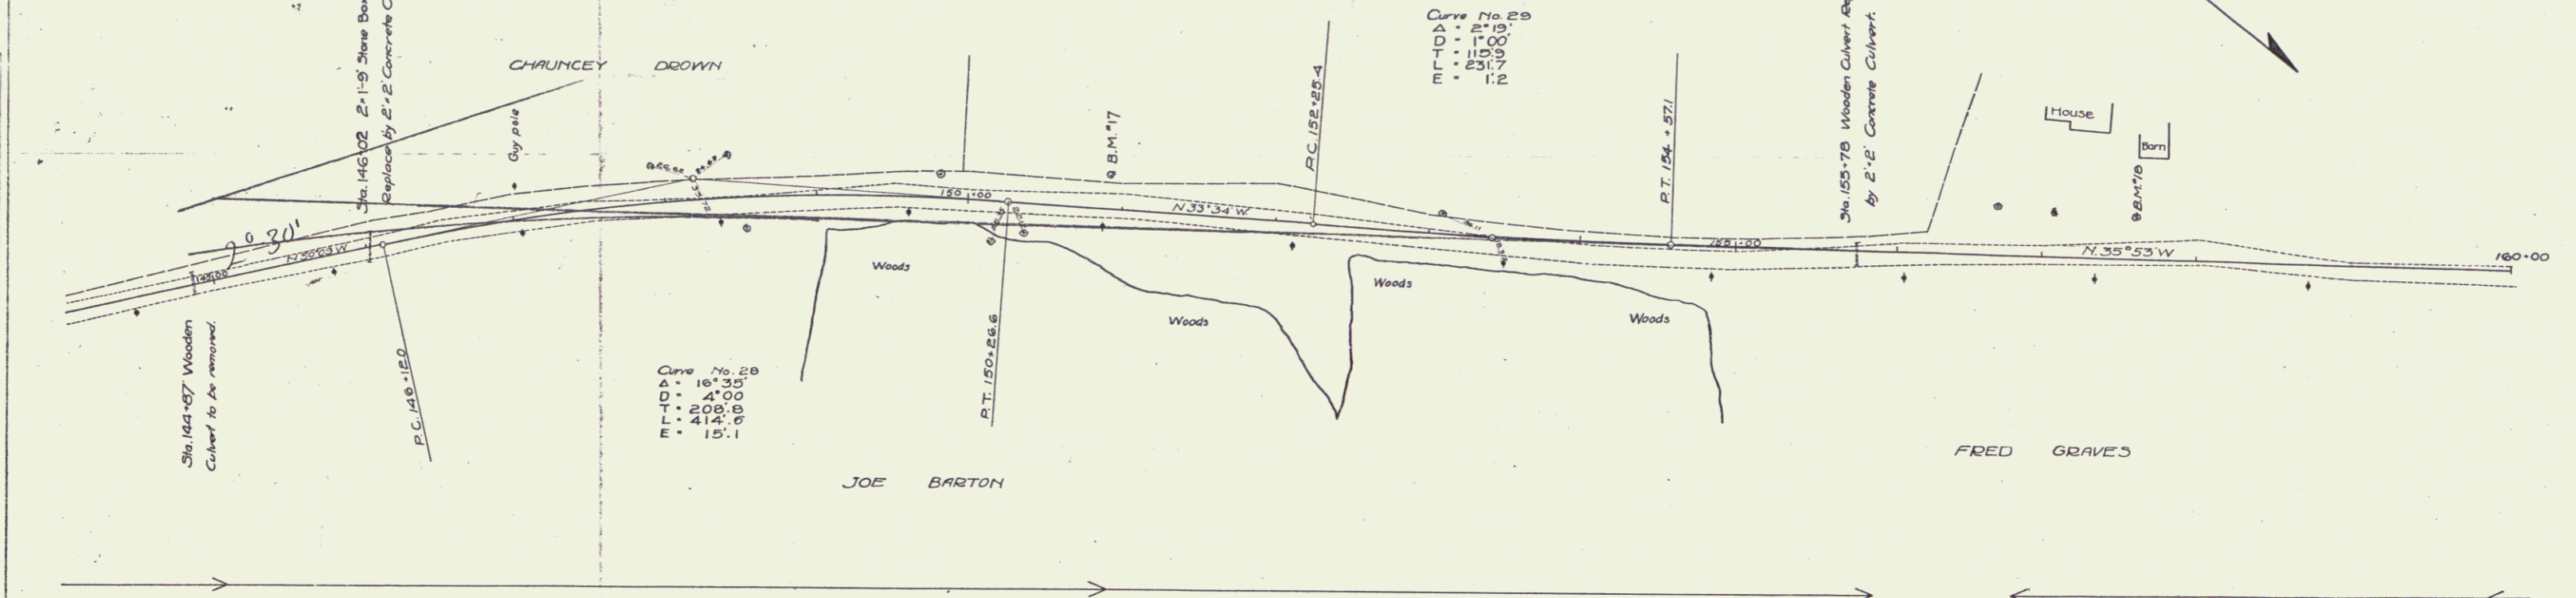 Sta. 146+02 2'×1'-9" Stone Box
Replace by 2'×2' Concrete C
CHAUNCEY DROWN
Guy pole
Curve No. 29
Δ = 2°19'
D = 1°00'
T = 115.9
L = 231.7
E = 1.2
P.C. 152+25.4
P.T. 154+57.1
B.M. #17
Sta. 155+78 Wooden Culvert Re
by 2'×2' Concrete Culvert.
House
Barn
B.M. #18
2° 30'
145+00
150+00
N 33°34' W
155+00
N. 35°53' W
160+00
Woods
Woods
Woods
Woods
Sta. 144+87 Wooden
Culvert to be removed.
P.C. 146+12.0
Curve No. 28
Δ = 16°35'
D = 4°00
T = 208.8
L = 414.6
E = 15.1
P.T. 150+26.6
JOE BARTON
FRED GRAVES